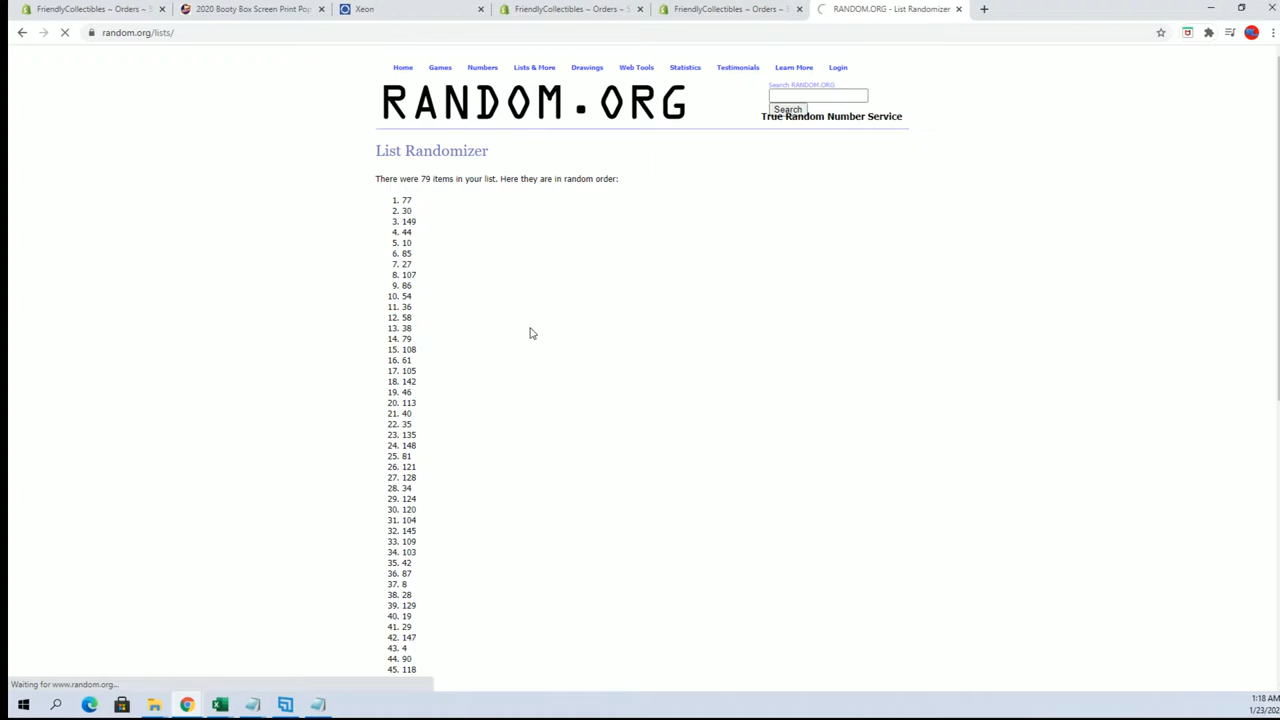 FriendlyCollectibles ~ Orders ~ S
2020 Booty Box Screen Print Pop
Xeon
FriendlyCollectibles ~ Orders ~ S
FriendlyCollectibles ~ Orders ~ S
RANDOM.ORG - List Randomizer
random.org/lists/
Home Games Numbers Lists & More Drawings Web Tools Statistics Testimonials Learn More Login
RANDOM.ORG
Search RANDOM.ORG
Search
True Random Number Service
List Randomizer
There were 79 items in your list. Here they are in random order:
1. 77
2. 30
3. 149
4. 44
5. 10
6. 85
7. 27
8. 107
9. 86
10. 54
11. 36
12. 58
13. 38
14. 79
15. 108
16. 61
17. 105
18. 142
19. 46
20. 113
21. 40
22. 35
23. 135
24. 148
25. 81
26. 121
27. 128
28. 34
29. 124
30. 120
31. 104
32. 145
33. 109
34. 103
35. 42
36. 87
37. 8
38. 28
39. 129
40. 19
41. 29
42. 147
43. 4
44. 90
45. 118
Waiting for www.random.org...
1:18 AM
1/23/202